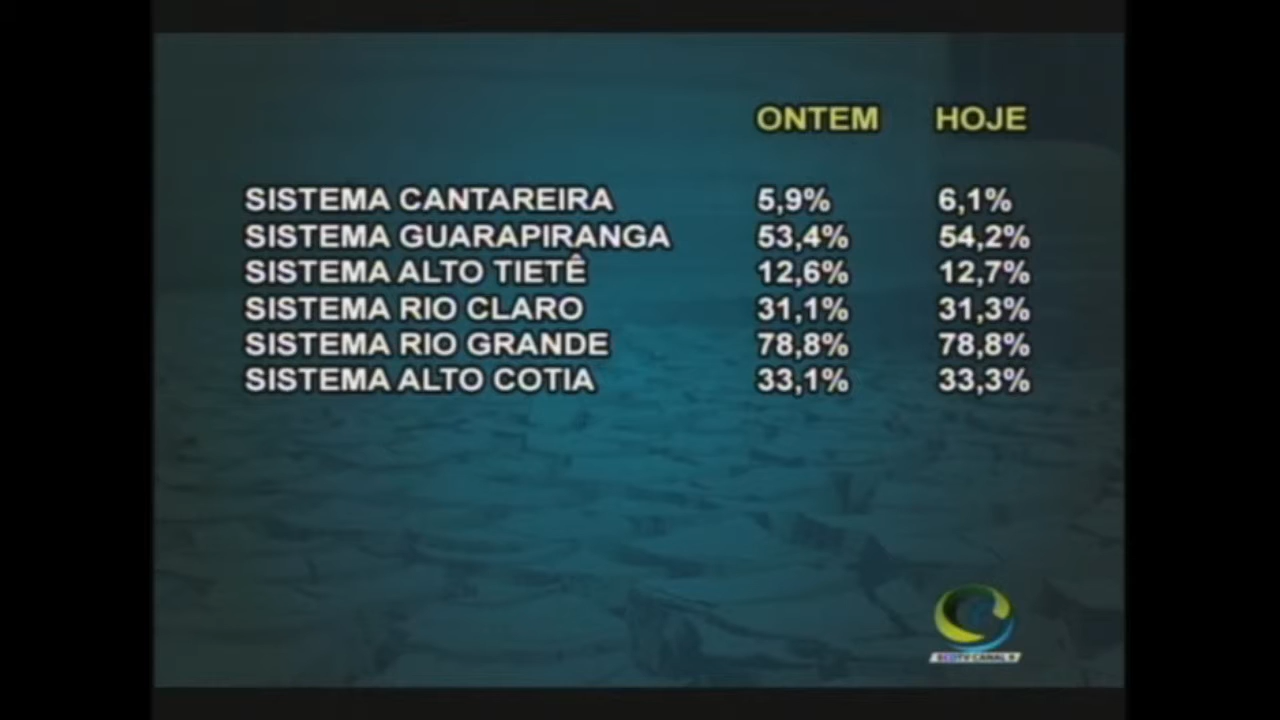 ONTEM HOJE
SISTEMA CANTAREIRA 5,9% 6,1%
SISTEMA GUARAPIRANGA 53,4% 54,2%
SISTEMA ALTO TIETÊ 12,6% 12,7%
SISTEMA RIO CLARO 31,1% 31,3%
SISTEMA RIO GRANDE 78,8% 78,8%
SISTEMA ALTO COTIA 33,1% 33,3%
CANAL 9